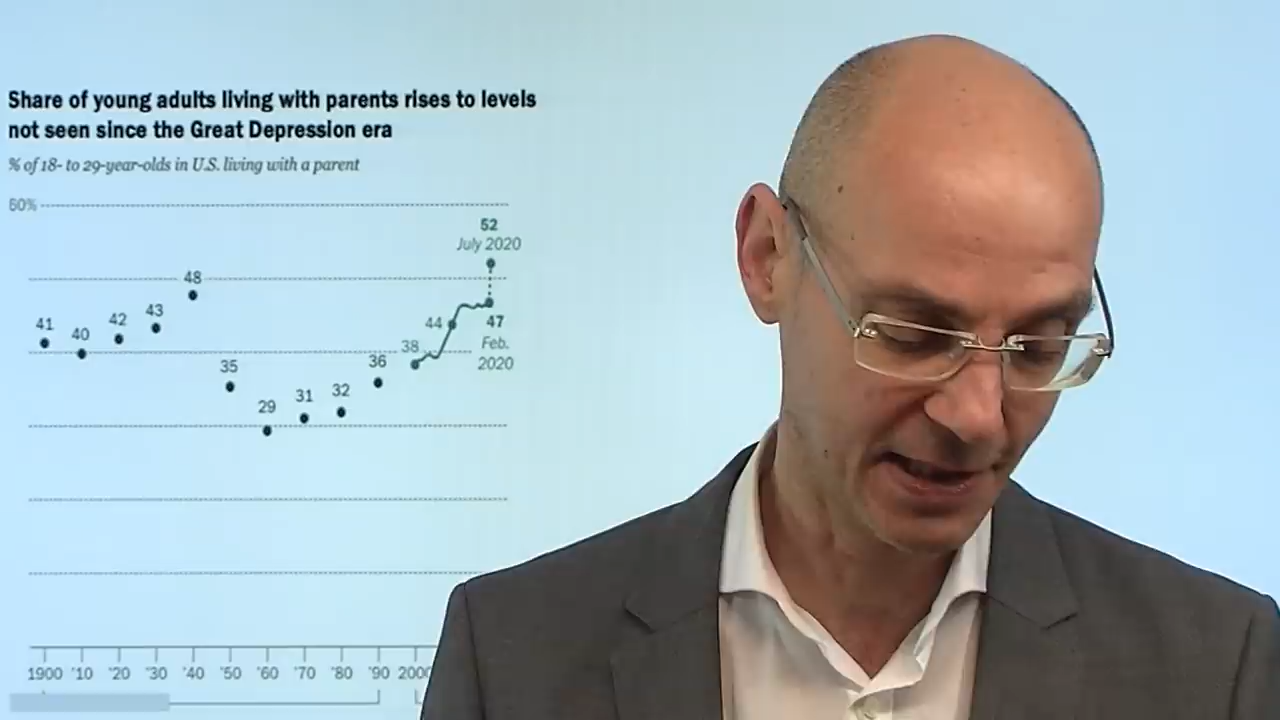 Share of young adults living with parents rises to levels
not seen since the Great Depression era
% of 18- to 29-year-olds in U.S. living with a parent
60%
52
July 2020
48
41
40
42
43
35
29
31
32
36
38
44
47
Feb.
2020
1900 '10 '20 '30 '40 '50 '60 '70 '80 '90 2000